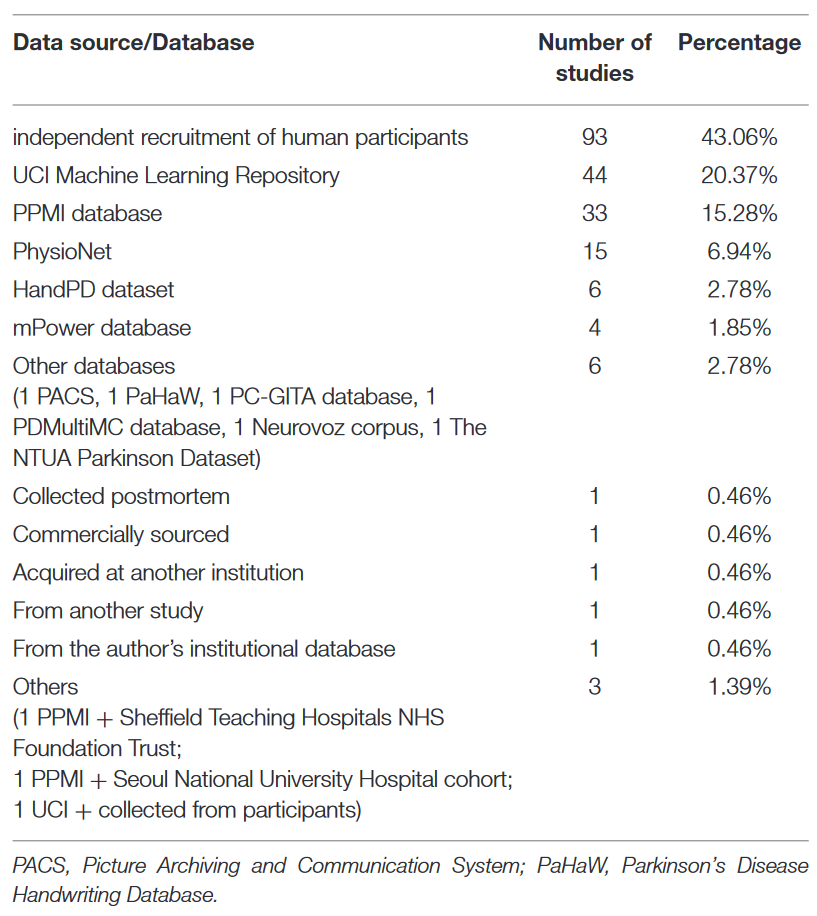 Data source/Database Number of Percentage
studies
independent recruitment of human participants 93 43.06%
UCI Machine Learning Repository 44 20.37%
PPMI database 33 15.28%
PhysioNet 15 6.94%
HandPD dataset 6 2.78%
mPower database 4 1.85%
Other databases 6 2.78%
(1 PACS, 1 PaHaW, 1 PC-GITA database, 1
PDMultiMC database, 1 Neurovoz corpus, 1 The
NTUA Parkinson Dataset)
Collected postmortem 1 0.46%
Commercially sourced 1 0.46%
Acquired at another institution 1 0.46%
From another study 1 0.46%
From the author's institutional database 1 0.46%
Others 3 1.39%
(1 PPMI + Sheffield Teaching Hospitals NHS
Foundation Trust;
1 PPMI + Seoul National University Hospital cohort;
1 UCI + collected from participants)
PACS, Picture Archiving and Communication System; PaHaW, Parkinson's Disease
Handwriting Database.